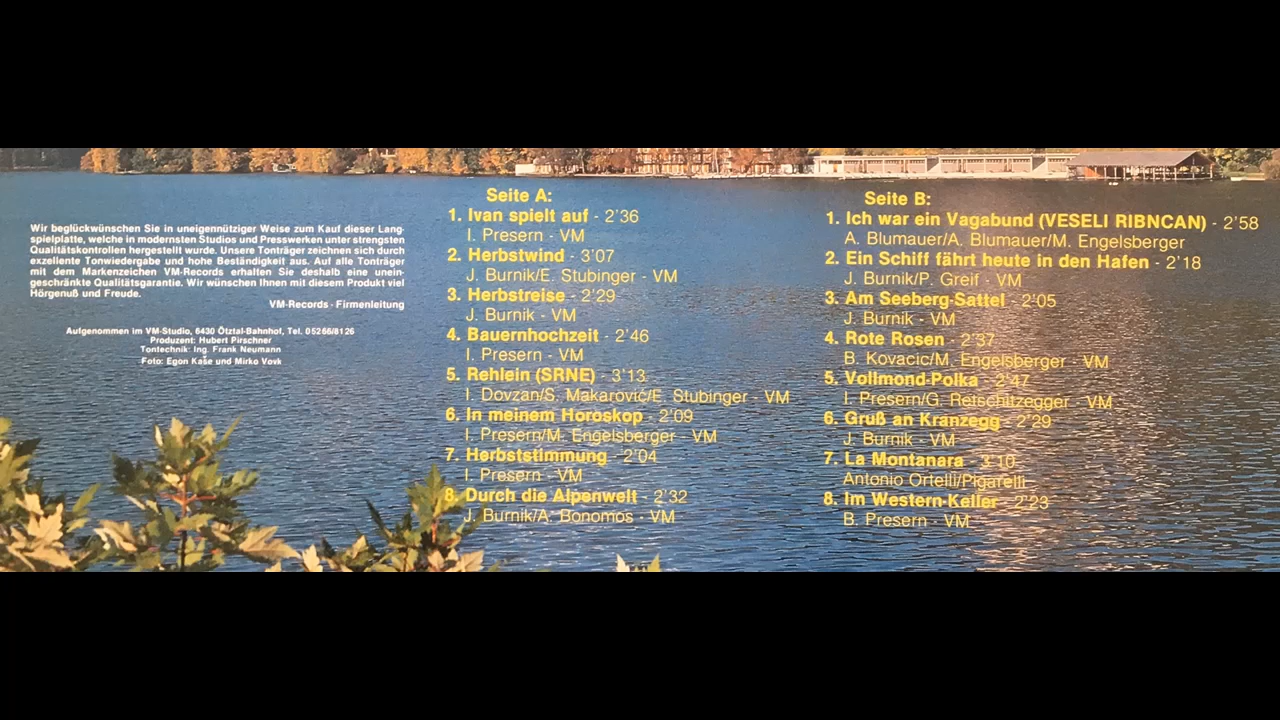 Wir beglückwünschen Sie in uneigennütziger Weise zum Kauf dieser Lang-
spielplatte, welche in modernsten Studios und Presswerken unter strengsten
Qualitätskontrollen hergestellt wurde. Unsere Tonträger zeichnen sich durch
exzellente Tonwiedergabe und hohe Beständigkeit aus. Auf alle Tonträger
mit dem Markenzeichen VM-Records erhalten Sie deshalb eine unein-
geschränkte Qualitätsgarantie. Wir wünschen Ihnen mit diesem Produkt viel
Hörgenuß und Freude.
VM-Records - Firmenleitung
Aufgenommen im VM-Studio, 6430 Ötztal-Bahnhof, Tel. 05266/8126
Produzent: Hubert Pirschner
Tontechnik: Ing. Frank Neumann
Foto: Egon Kaše und Mirko Vovk
Seite A:
1. Ivan spielt auf - 2'36
I. Presern - VM
2. Herbstwind - 3'07
J. Burnik/E. Stubinger - VM
3. Herbstreise - 2'29
J. Burnik - VM
4. Bauernhochzeit - 2'46
I. Presern - VM
5. Rehlein (SRNE) - 3'13
I. Dovzan/S. Makarovič/E. Stubinger - VM
6. In meinem Horoskop - 2'09
I. Presern/M. Engelsberger - VM
7. Herbststimmung - 2'04
I. Presern - VM
8. Durch die Alpenwelt - 2'32
J. Burnik/A. Bonomos - VM
Seite B:
1. Ich war ein Vagabund (VESELI RIBNCAN) - 2'58
A. Blumauer/A. Blumauer/M. Engelsberger
2. Ein Schiff fährt heute in den Hafen - 2'18
J. Burnik/P. Greif - VM
3. Am Seeberg-Sattel - 2'05
J. Burnik - VM
4. Rote Rosen - 2'37
B. Kovacic/M. Engelsberger - VM
5. Vollmond-Polka - 2'47
I. Presern/G. Retschitzegger - VM
6. Gruß an Kranzegg - 2'29
J. Burnik - VM
7. La Montanara - 3'10
Antonio Ortelli/Pigarelli
8. Im Western-Keller - 2'23
B. Presern - VM